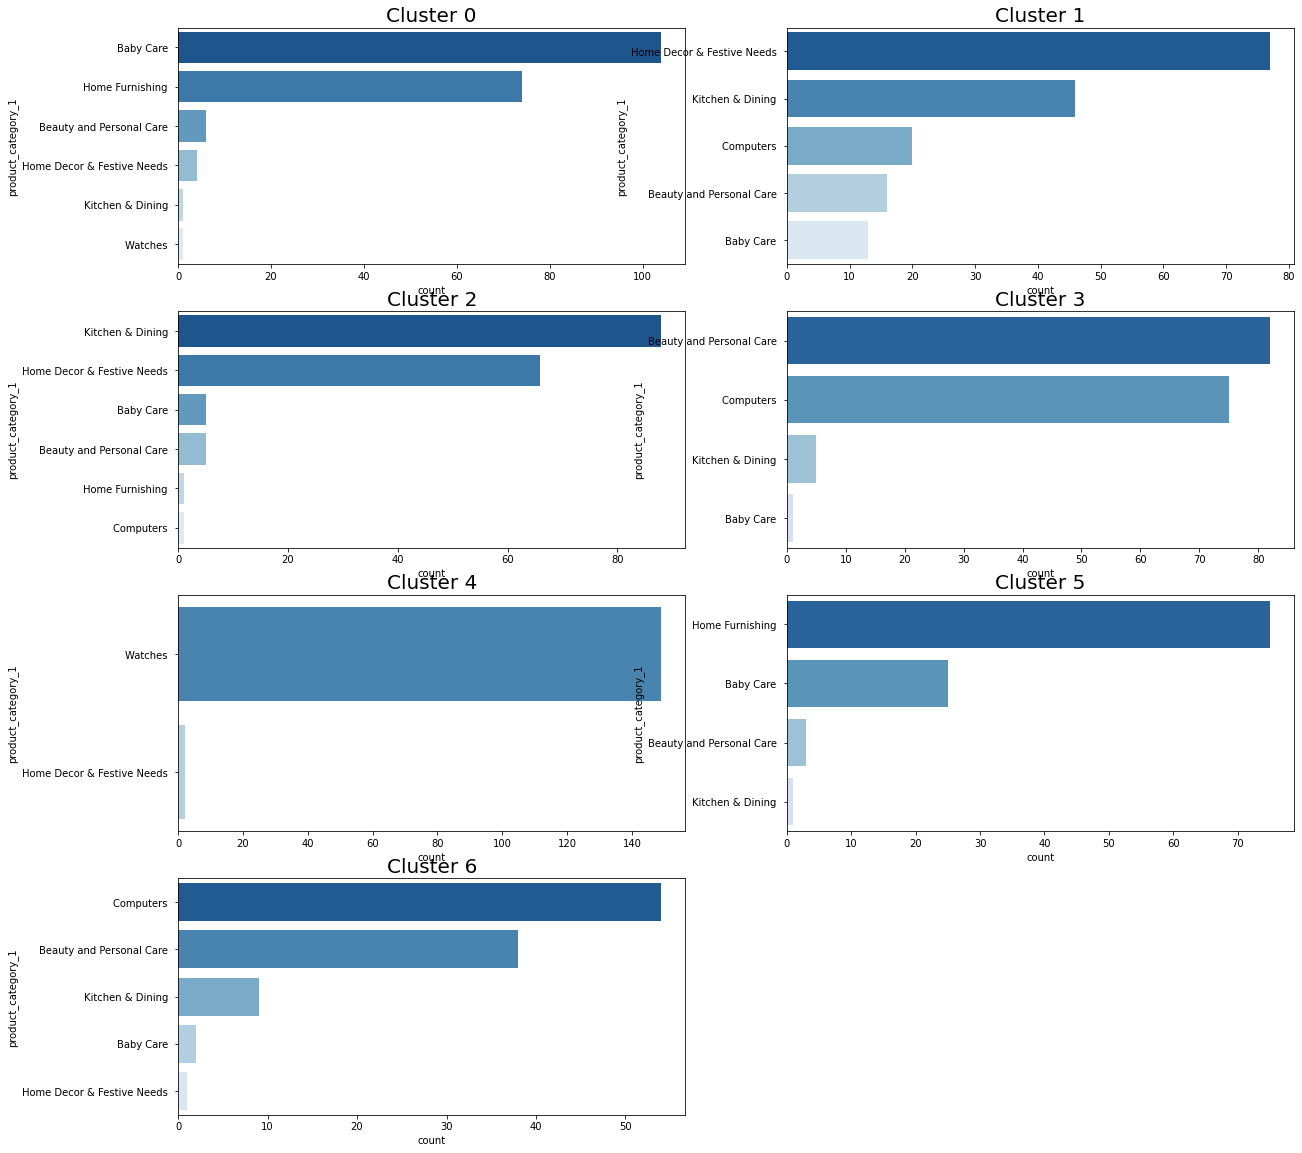 Cluster 0
product_category_1
Baby Care
Home Furnishing
Beauty and Personal Care
Home Decor & Festive Needs
Kitchen & Dining
Watches
0 20 40 60 80 100
count
Cluster 1
product_category_1
Home Decor & Festive Needs
Kitchen & Dining
Computers
Beauty and Personal Care
Baby Care
0 10 20 30 40 50 60 70 80
count
Cluster 2
product_category_1
Kitchen & Dining
Home Decor & Festive Needs
Baby Care
Beauty and Personal Care
Home Furnishing
Computers
0 20 40 60 80
count
Cluster 3
product_category_1
Beauty and Personal Care
Computers
Kitchen & Dining
Baby Care
0 10 20 30 40 50 60 70 80
count
Cluster 4
product_category_1
Watches
Home Decor & Festive Needs
0 20 40 60 80 100 120 140
count
Cluster 5
product_category_1
Home Furnishing
Baby Care
Beauty and Personal Care
Kitchen & Dining
0 10 20 30 40 50 60 70
count
Cluster 6
product_category_1
Computers
Beauty and Personal Care
Kitchen & Dining
Baby Care
Home Decor & Festive Needs
0 10 20 30 40 50
count